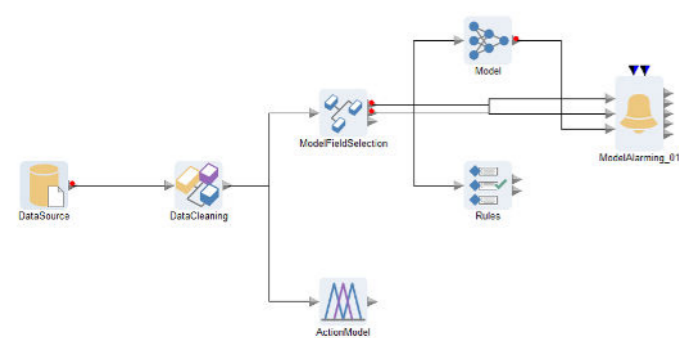 Model
ModelFieldSelection
ModelAlarming_01
DataSource
DataCleaning
Rules
ActionModel